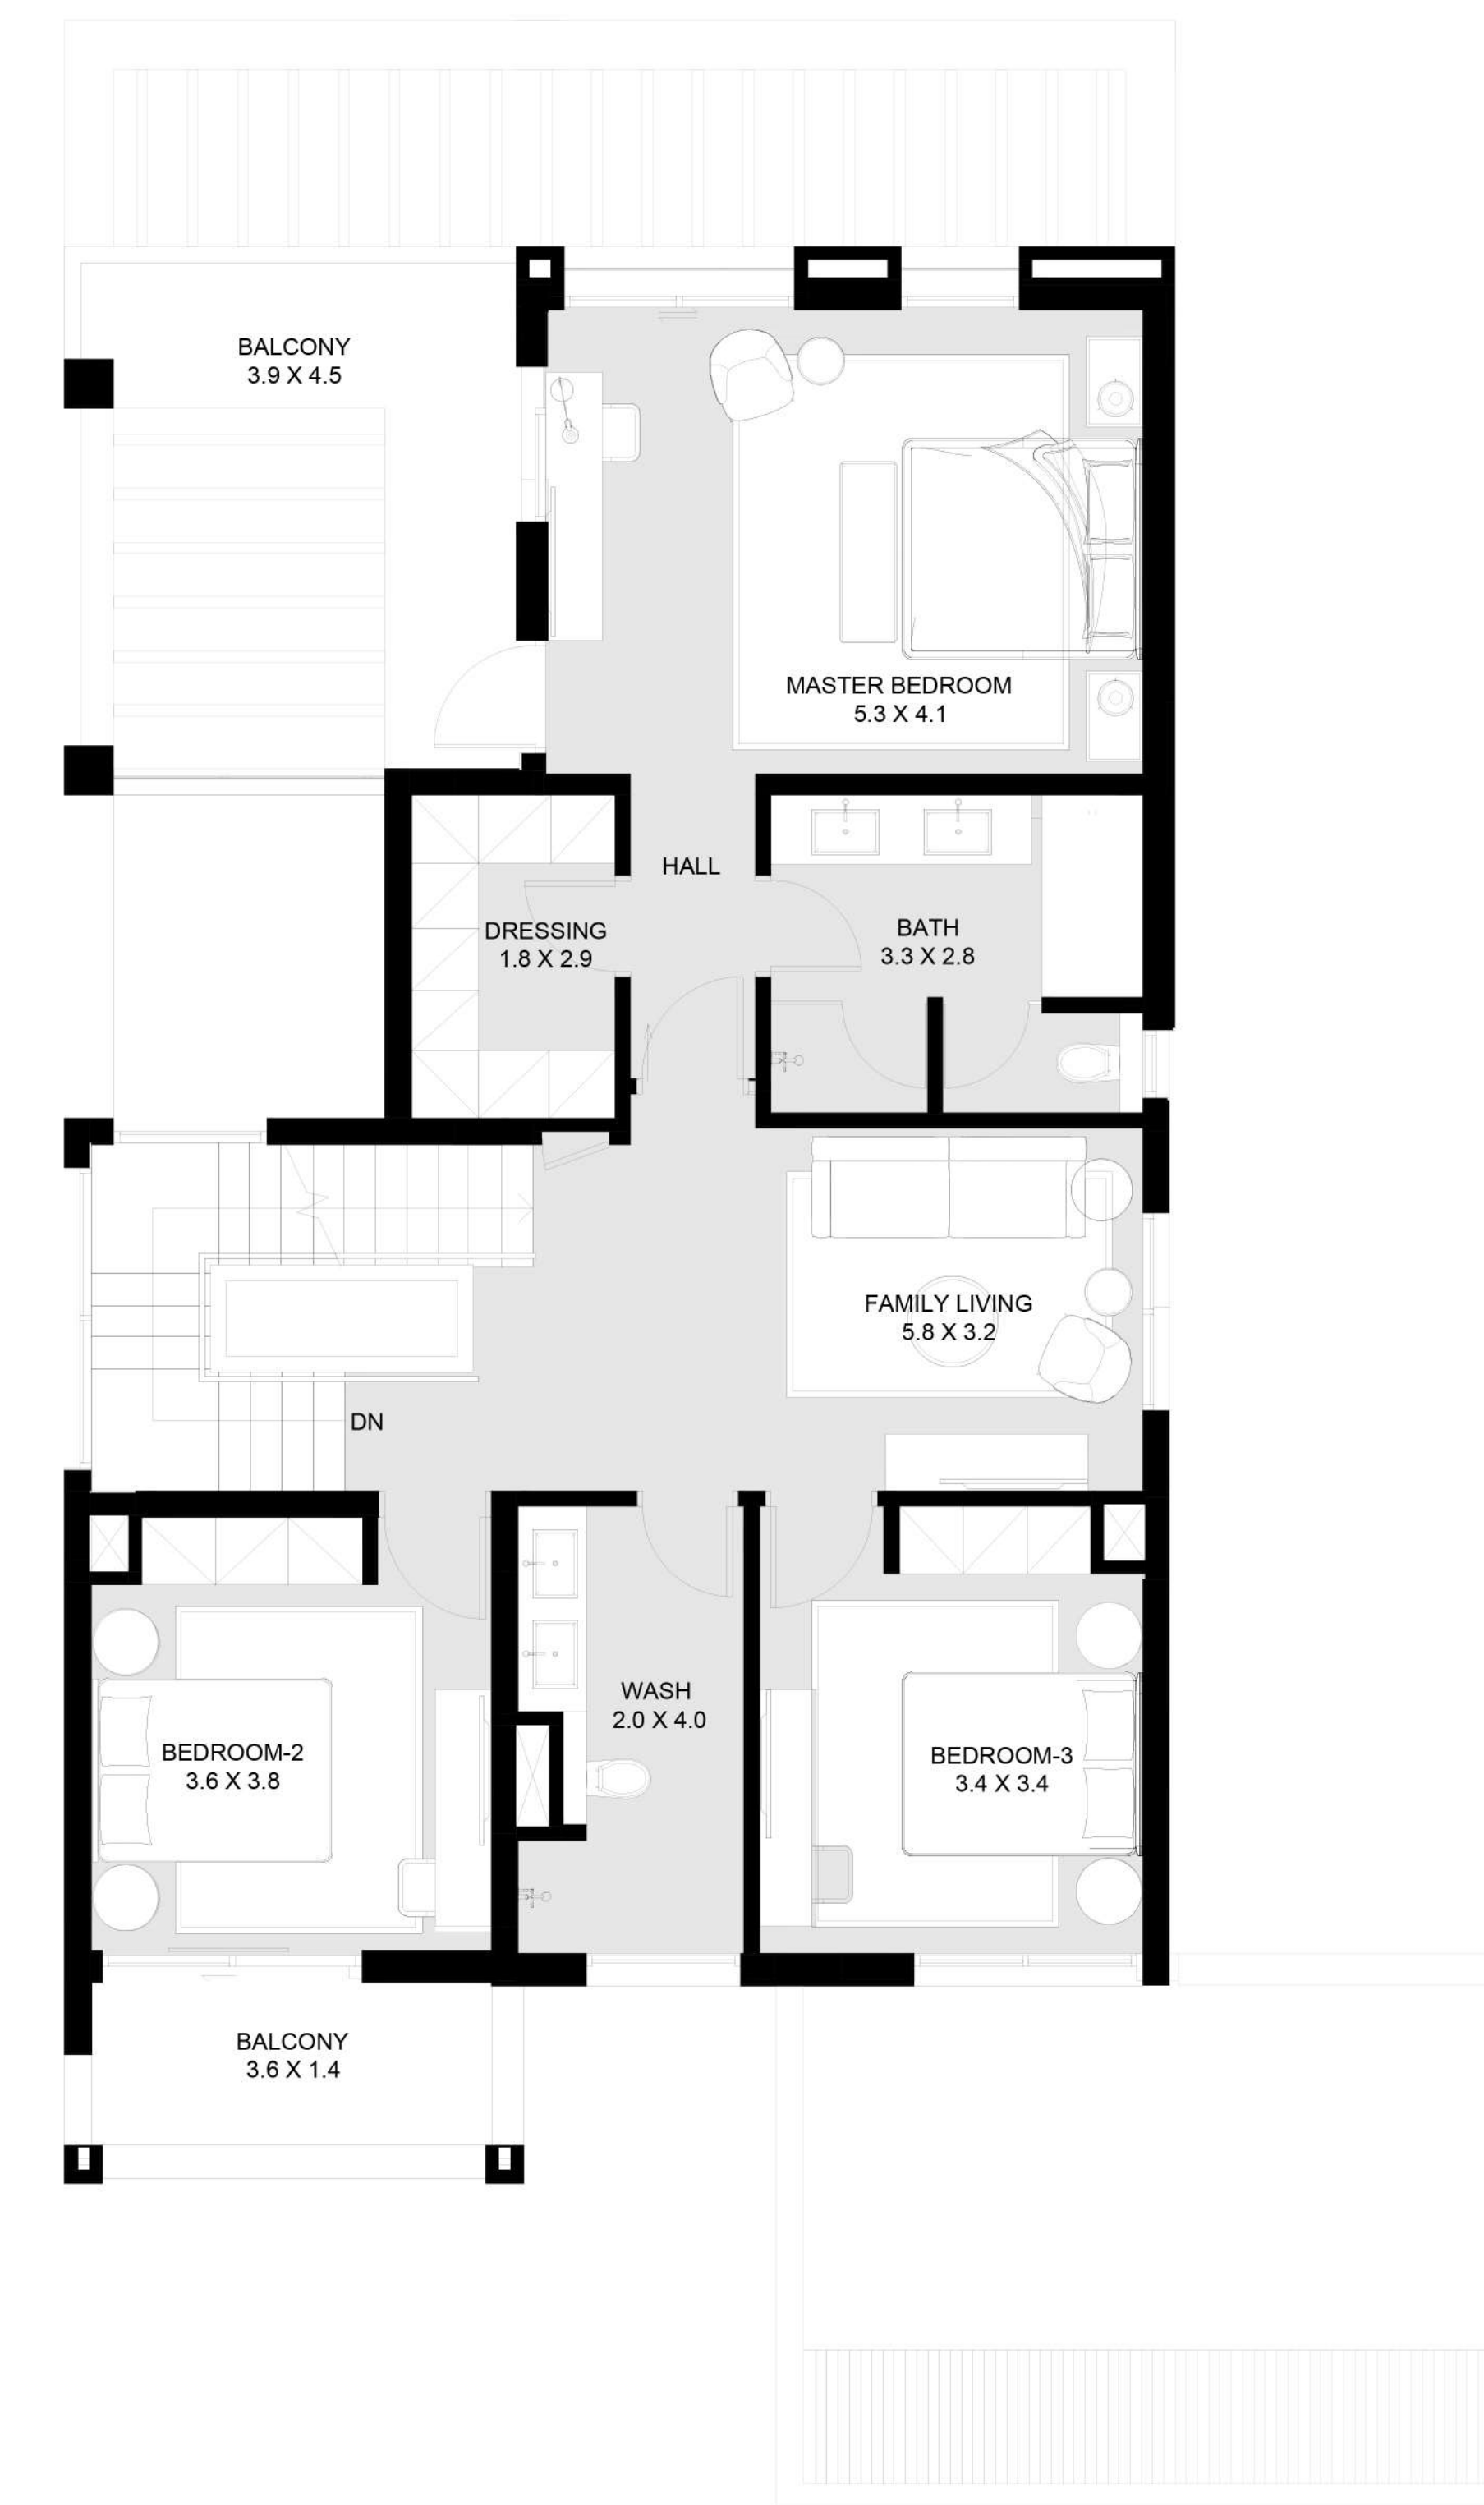 BALCONY
3.9 X 4.5
MASTER BEDROOM
5.3 X 4.1
HALL
DRESSING
1.8 X 2.9
BATH
3.3 X 2.8
FAMILY LIVING
5.8 X 3.2
DN
WASH
2.0 X 4.0
BEDROOM-2
3.6 X 3.8
BEDROOM-3
3.4 X 3.4
BALCONY
3.6 X 1.4